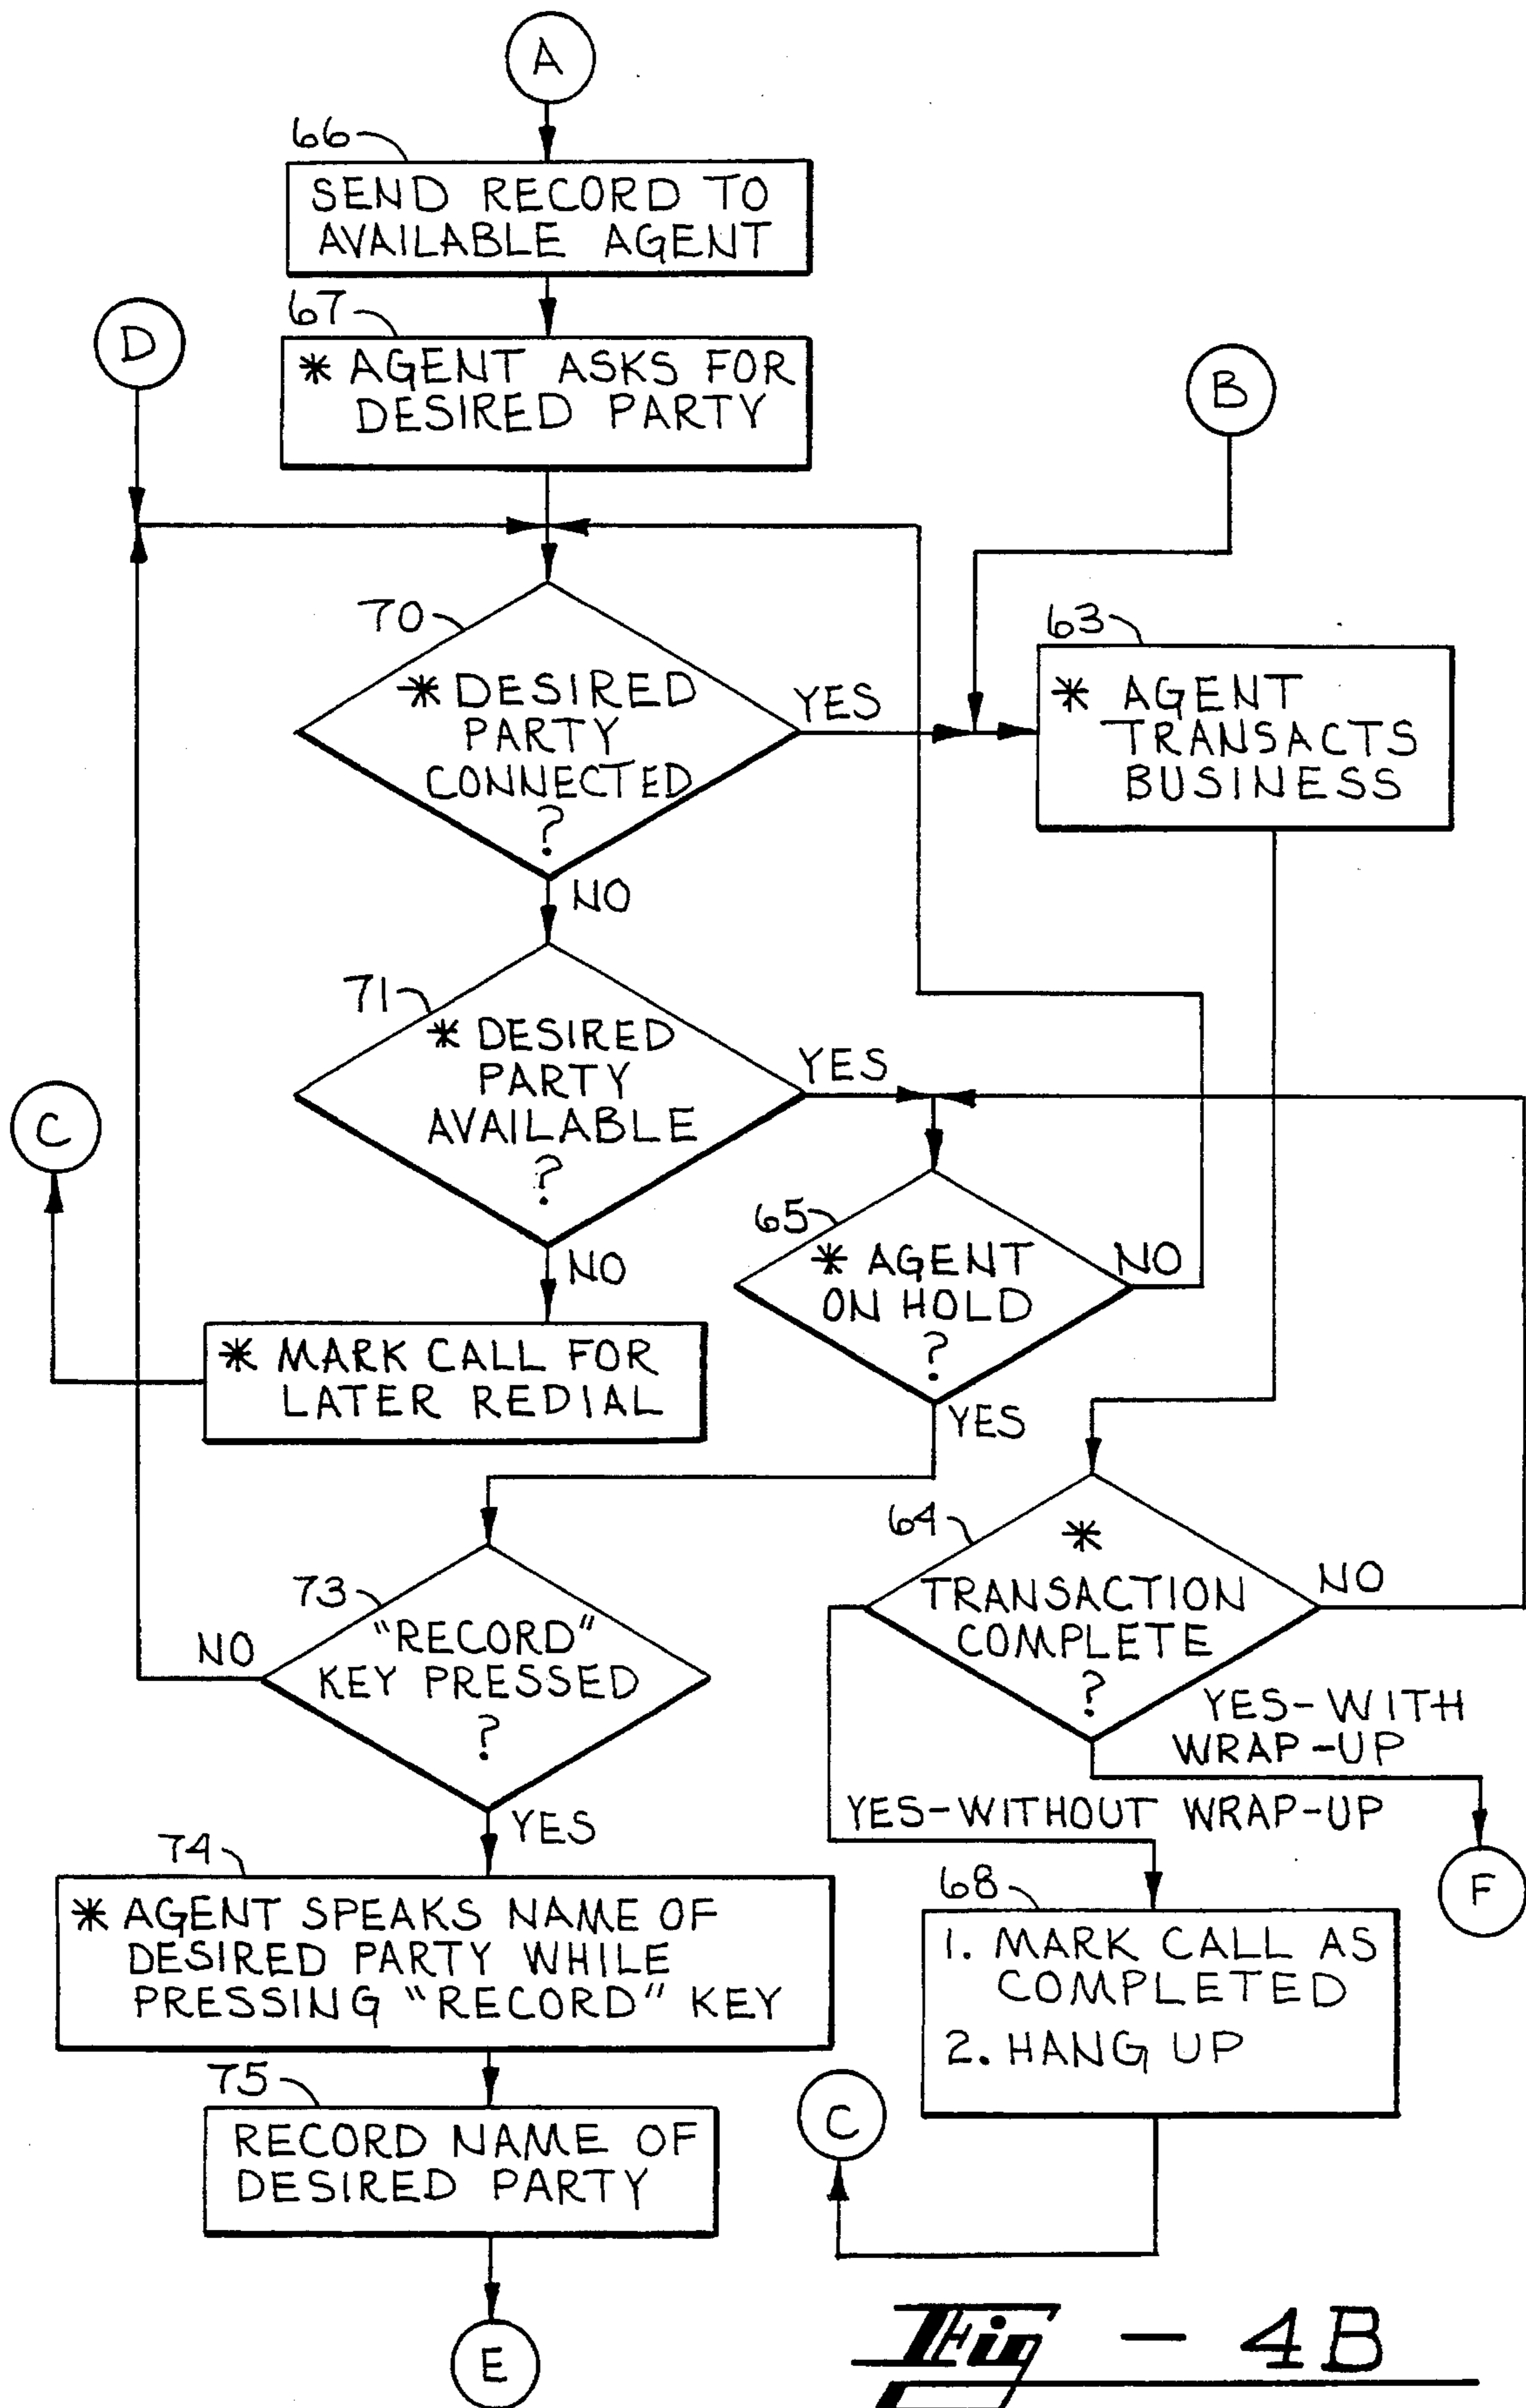 A
66
SEND RECORD TO
AVAILABLE AGENT
67
* AGENT ASKS FOR
DESIRED PARTY
D
B
70
* DESIRED
PARTY
CONNECTED
?
YES
NO
63
* AGENT
TRANSACTS
BUSINESS
71
* DESIRED
PARTY
AVAILABLE
?
YES
NO
C
65
* AGENT
ON HOLD
?
NO
YES
* MARK CALL FOR
LATER REDIAL
64
*
TRANSACTION
COMPLETE
?
NO
YES-WITH
WRAP-UP
YES-WITHOUT WRAP-UP
F
73
"RECORD"
KEY PRESSED
?
NO
YES
74
* AGENT SPEAKS NAME OF
DESIRED PARTY WHILE
PRESSING "RECORD" KEY
68
1. MARK CALL AS
COMPLETED
2. HANG UP
75
RECORD NAME OF
DESIRED PARTY
C
E
Fig - 4B